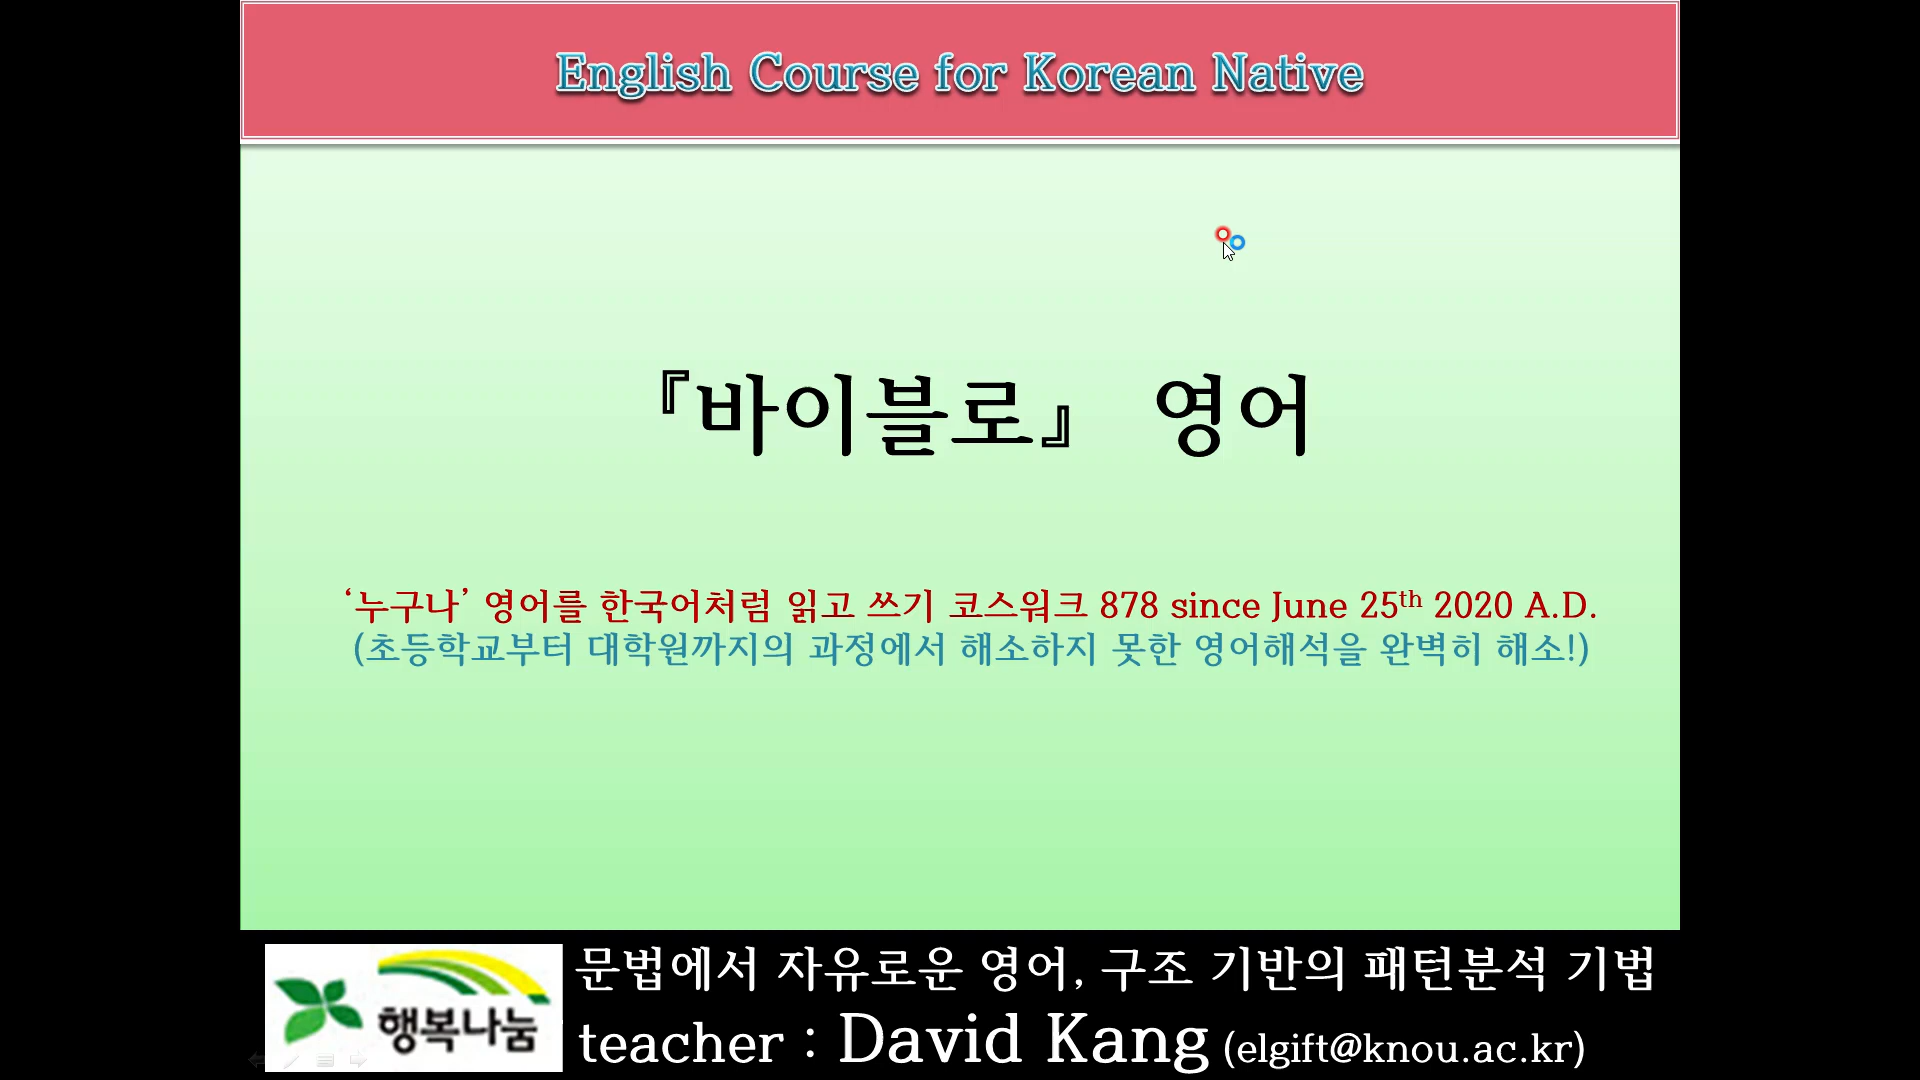 English Course for Korean Native
『바이블로』 영어
‘누구나’ 영어를 한국어처럼 읽고 쓰기 코스워크 878 since June 25th 2020 A.D.
(초등학교부터 대학원까지의 과정에서 해소하지 못한 영어해석을 완벽히 해소!)
행복나눔
문법에서 자유로운 영어, 구조 기반의 패턴분석 기법
teacher : David Kang (elgift@knou.ac.kr)